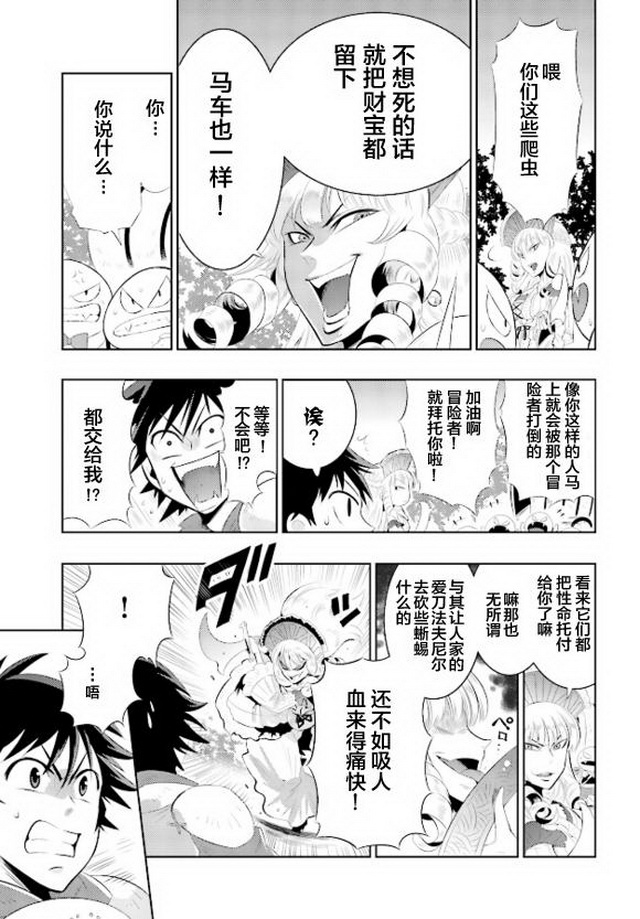 喂
你们这些爬虫
不想死的话
就把财宝都
留下
马车也一样！
你…
你说什么…
像你这样的人马
上就会被那个冒
险者打倒的
加油啊
冒险者！
就拜托你啦！
诶？
等等！
不会吧!?
都交给我!?
看来它们都
把性命托付
给你了嘛
嘛那也
无所谓
与其让人家的
爱刀法夫尼尔
去砍些蜥蜴
什么的
ペロ…
还不如吸人
血来得痛快！
ダッ
！
…唔